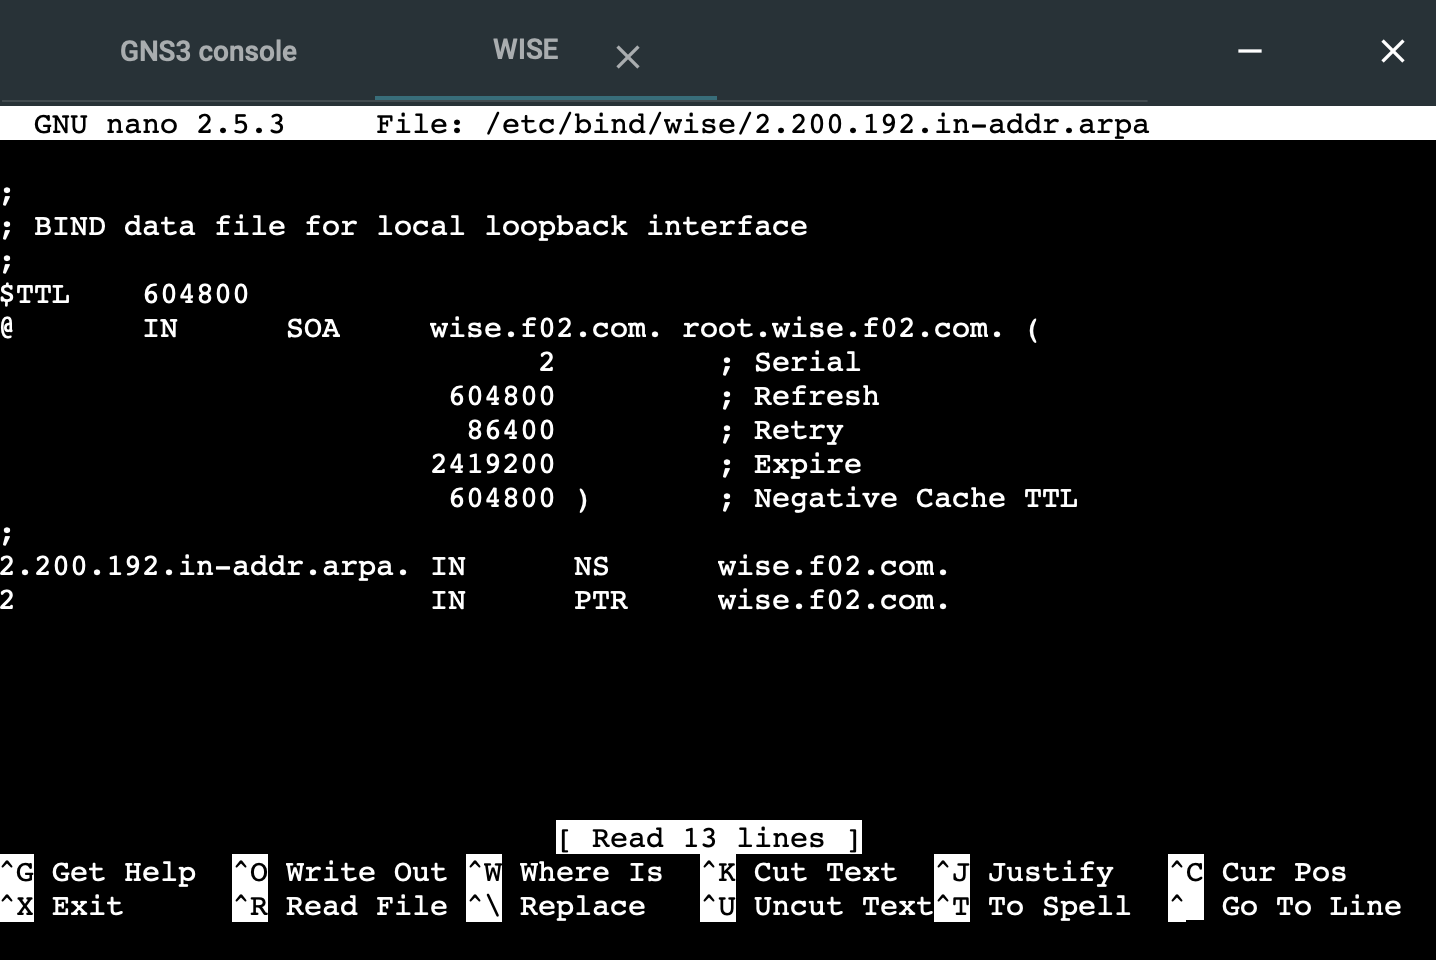 GNS3 console WISE
GNU nano 2.5.3 File: /etc/bind/wise/2.200.192.in-addr.arpa
;
; BIND data file for local loopback interface
;
$TTL 604800
@ IN SOA wise.f02.com. root.wise.f02.com. (
2 ; Serial
604800 ; Refresh
86400 ; Retry
2419200 ; Expire
604800 ) ; Negative Cache TTL
;
2.200.192.in-addr.arpa. IN NS wise.f02.com.
2 IN PTR wise.f02.com.
[ Read 13 lines ]
^G Get Help ^O Write Out ^W Where Is ^K Cut Text ^J Justify ^C Cur Pos
^X Exit ^R Read File ^\ Replace ^U Uncut Text ^T To Spell ^_ Go To Line